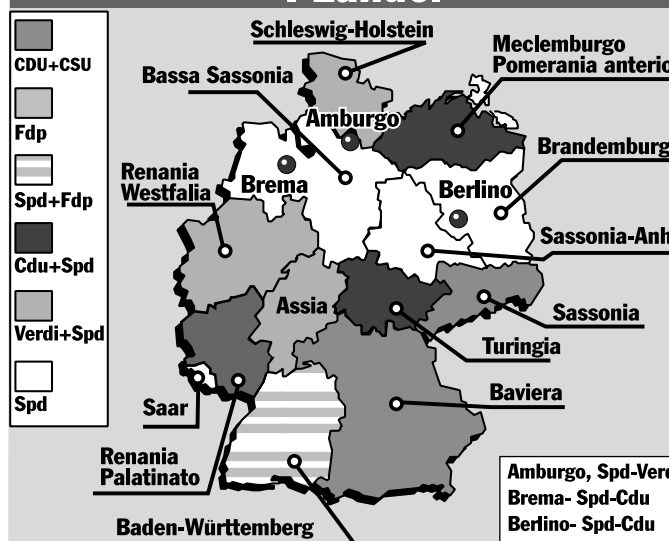 CDU+CSU
Fdp
Spd+Fdp
Cdu+Spd
Verdi+Spd
Spd
Schleswig-Holstein
Meclemburgo
Pomerania anterio
Bassa Sassonia
Amburgo
Brandemburg
Renania
Westfalia
Brema
Berlino
Sassonia-Anh
Assia
Sassonia
Turingia
Baviera
Saar
Renania
Palatinato
Baden-Württemberg
Amburgo, Spd-Verd
Brema- Spd-Cdu
Berlino- Spd-Cdu